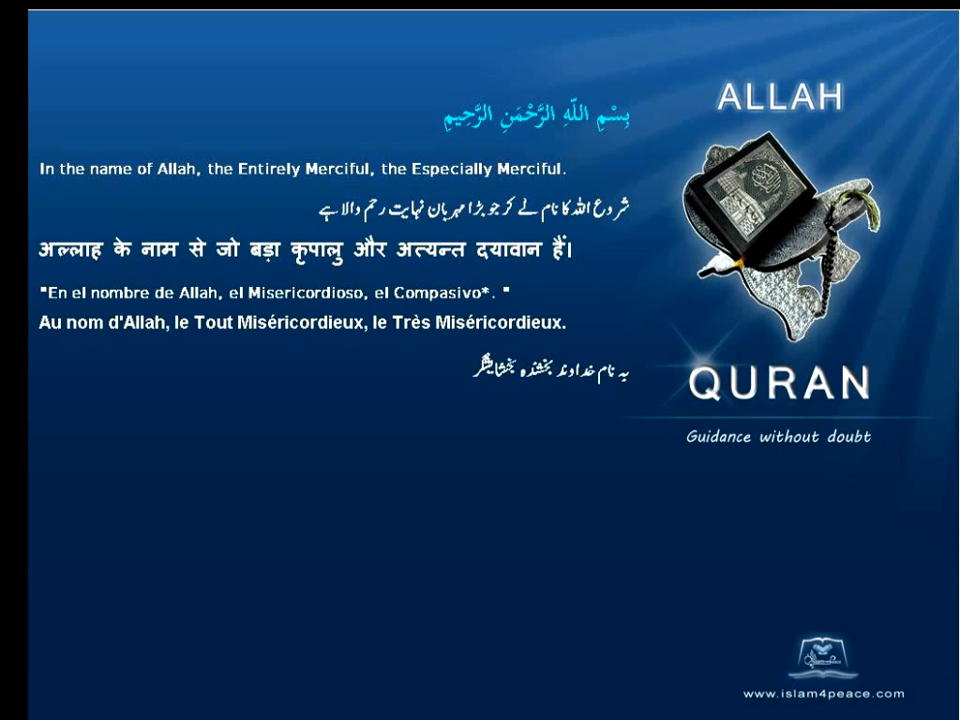 بِسْمِ اللّهِ الرَّحْمَنِ الرَّحِيمِ
In the name of Allah, the Entirely Merciful, the Especially Merciful.
شروع الله کا نام لے کر جو بڑا مہربان نہایت رحم والا ہے
अल्लाह के नाम से जो बड़ा कृपालु और अत्यन्त दयावान हैं।
"En el nombre de Allah, el Misericordioso, el Compasivo*. "
Au nom d'Allah, le Tout Miséricordieux, le Très Miséricordieux.
به نام خداوند بخشنده بخشایشگر
ALLAH
QURAN
Guidance without doubt
www.islam4peace.com